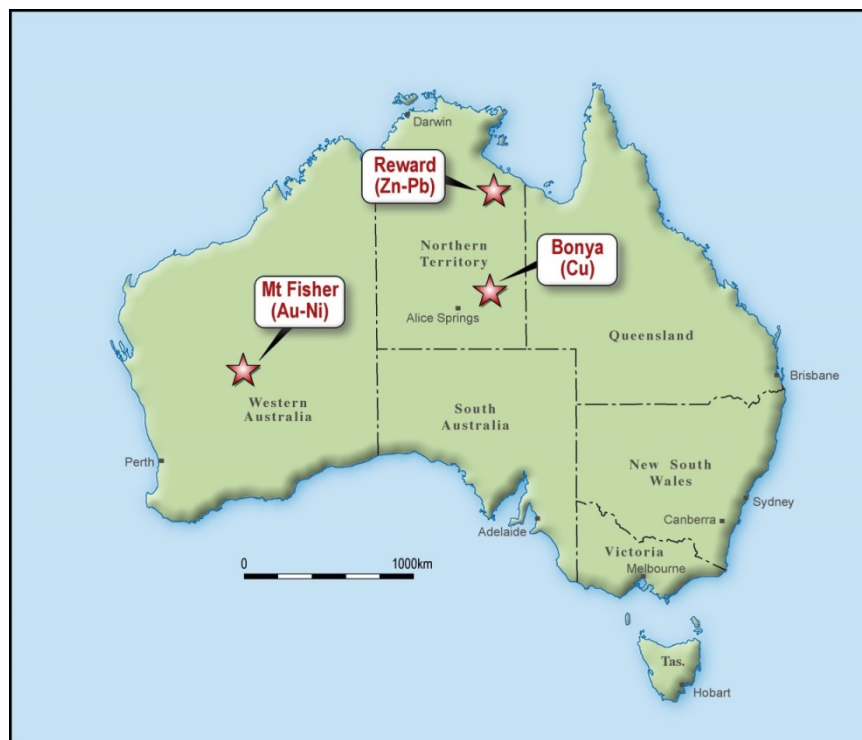 Darwin
Reward
(Zn-Pb)
Northern
Territory
Bonya
(Cu)
Mt Fisher
(Au-Ni)
Alice Springs
Queensland
Brisbane
Western
Australia
South
Australia
Perth
New South
Wales
Sydney
Canberra
Adelaide
Victoria
Melbourne
0
1000km
Tas.
Hobart